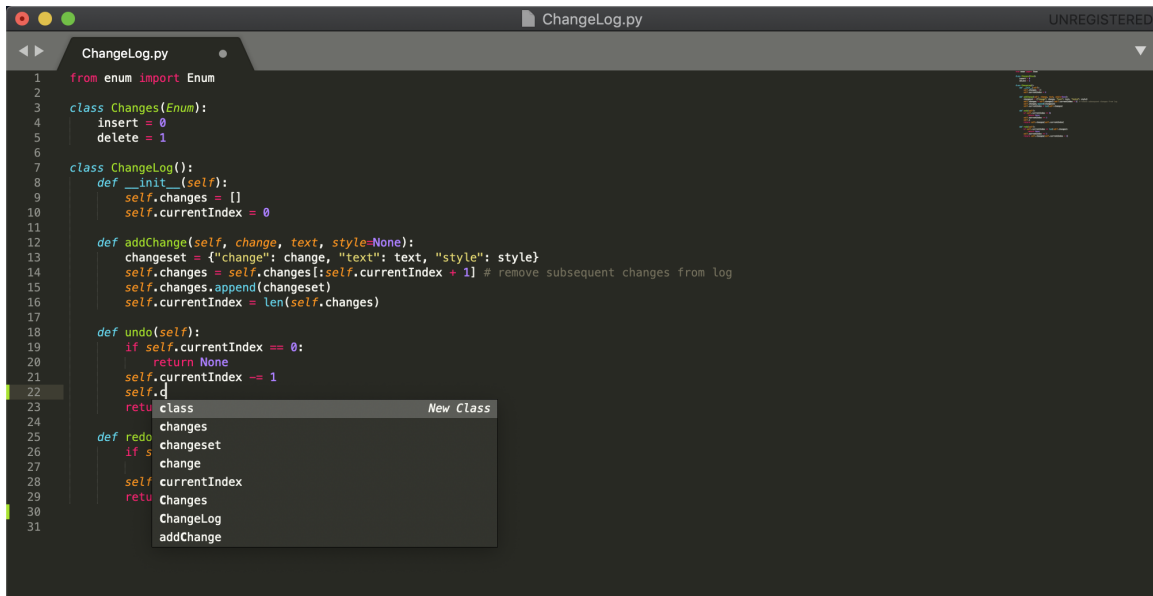 ChangeLog.py
UNREGISTERED
ChangeLog.py
1 from enum import Enum
2
3 class Changes(Enum):
4     insert = 0
5     delete = 1
6
7 class ChangeLog():
8     def __init__(self):
9         self.changes = []
10         self.currentIndex = 0
11
12     def addChange(self, change, text, style=None):
13         changeset = {"change": change, "text": text, "style": style}
14         self.changes = self.changes[:self.currentIndex + 1] # remove subsequent changes from log
15         self.changes.append(changeset)
16         self.currentIndex = len(self.changes)
17
18     def undo(self):
19         if self.currentIndex == 0:
20             return None
21         self.currentIndex -= 1
22         self.c
23         retu
24
25     def redo
26         if s
27
28         self
29         retu
30
31
class New Class
changes
changeset
change
currentIndex
Changes
ChangeLog
addChange